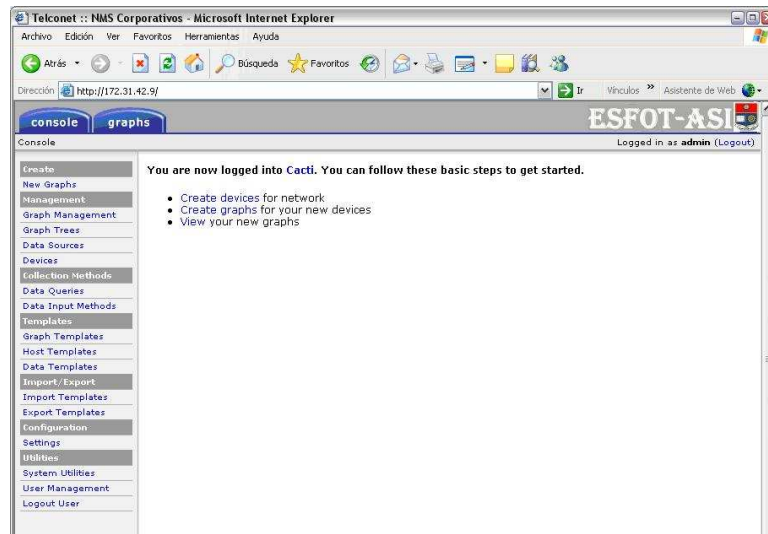 Telconet :: NMS Corporativos - Microsoft Internet Explorer
Archivo Edición Ver Favoritos Herramientas Ayuda
Atrás Búsqueda Favoritos
Dirección http://172.31.42.9/ Ir Vínculos » Asistente de Web
console graphs ESFOT-ASI
Console Logged in as admin (Logout)
Create
New Graphs
Management
Graph Management
Graph Trees
Data Sources
Devices
Collection Methods
Data Queries
Data Input Methods
Templates
Graph Templates
Host Templates
Data Templates
Import/Export
Import Templates
Export Templates
Configuration
Settings
Utilities
System Utilities
User Management
Logout User
You are now logged into Cacti. You can follow these basic steps to get started.
• Create devices for network
• Create graphs for your new devices
• View your new graphs